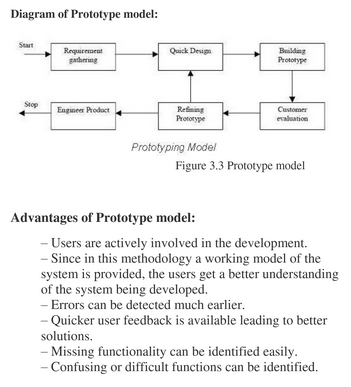 Diagram of Prototype model:
Start
Requirement
gathering
Quick Design
Building
Prototype
Stop
Engineer Product
Refining
Prototype
Customer
evaluation
Prototyping Model
Figure 3.3 Prototype model
Advantages of Prototype model:
– Users are actively involved in the development.
– Since in this methodology a working model of the
system is provided, the users get a better understanding
of the system being developed.
– Errors can be detected much earlier.
– Quicker user feedback is available leading to better
solutions.
– Missing functionality can be identified easily.
– Confusing or difficult functions can be identified.